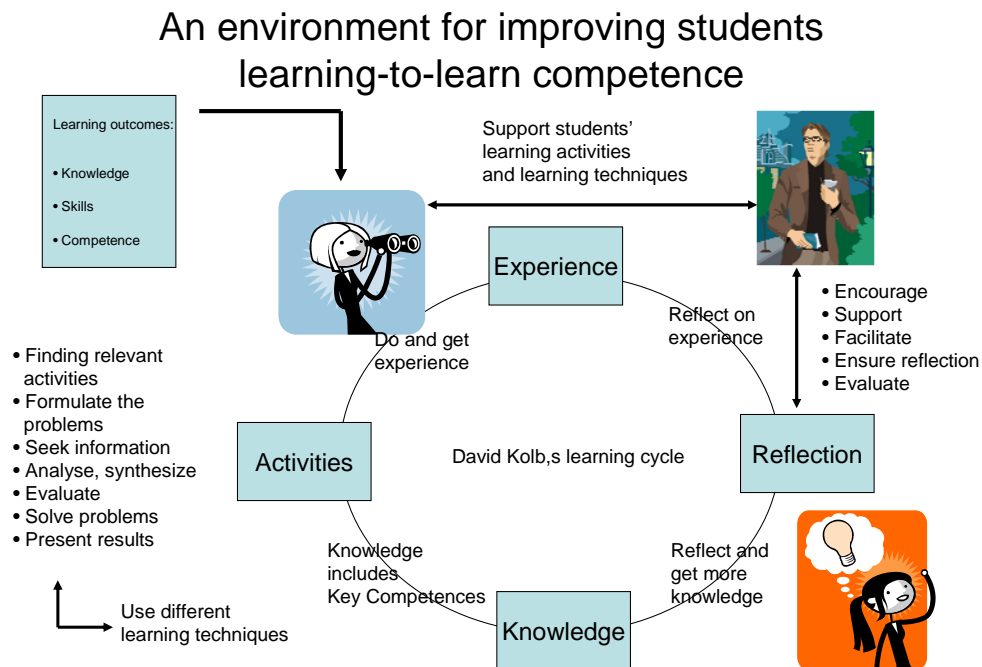 An environment for improving students
learning-to-learn competence
Learning outcomes:
• Knowledge
• Skills
• Competence
Support students'
learning activities
and learning techniques
Experience
Do and get
experience
Reflect on
experience
• Encourage
• Support
• Facilitate
• Ensure reflection
• Evaluate
• Finding relevant
activities
• Formulate the
problems
• Seek information
• Analyse, synthesize
• Evaluate
• Solve problems
• Present results
Activities
David Kolb,s learning cycle
Reflection
Knowledge
includes
Key Competences
Reflect and
get more
knowledge
Use different
learning techniques
Knowledge